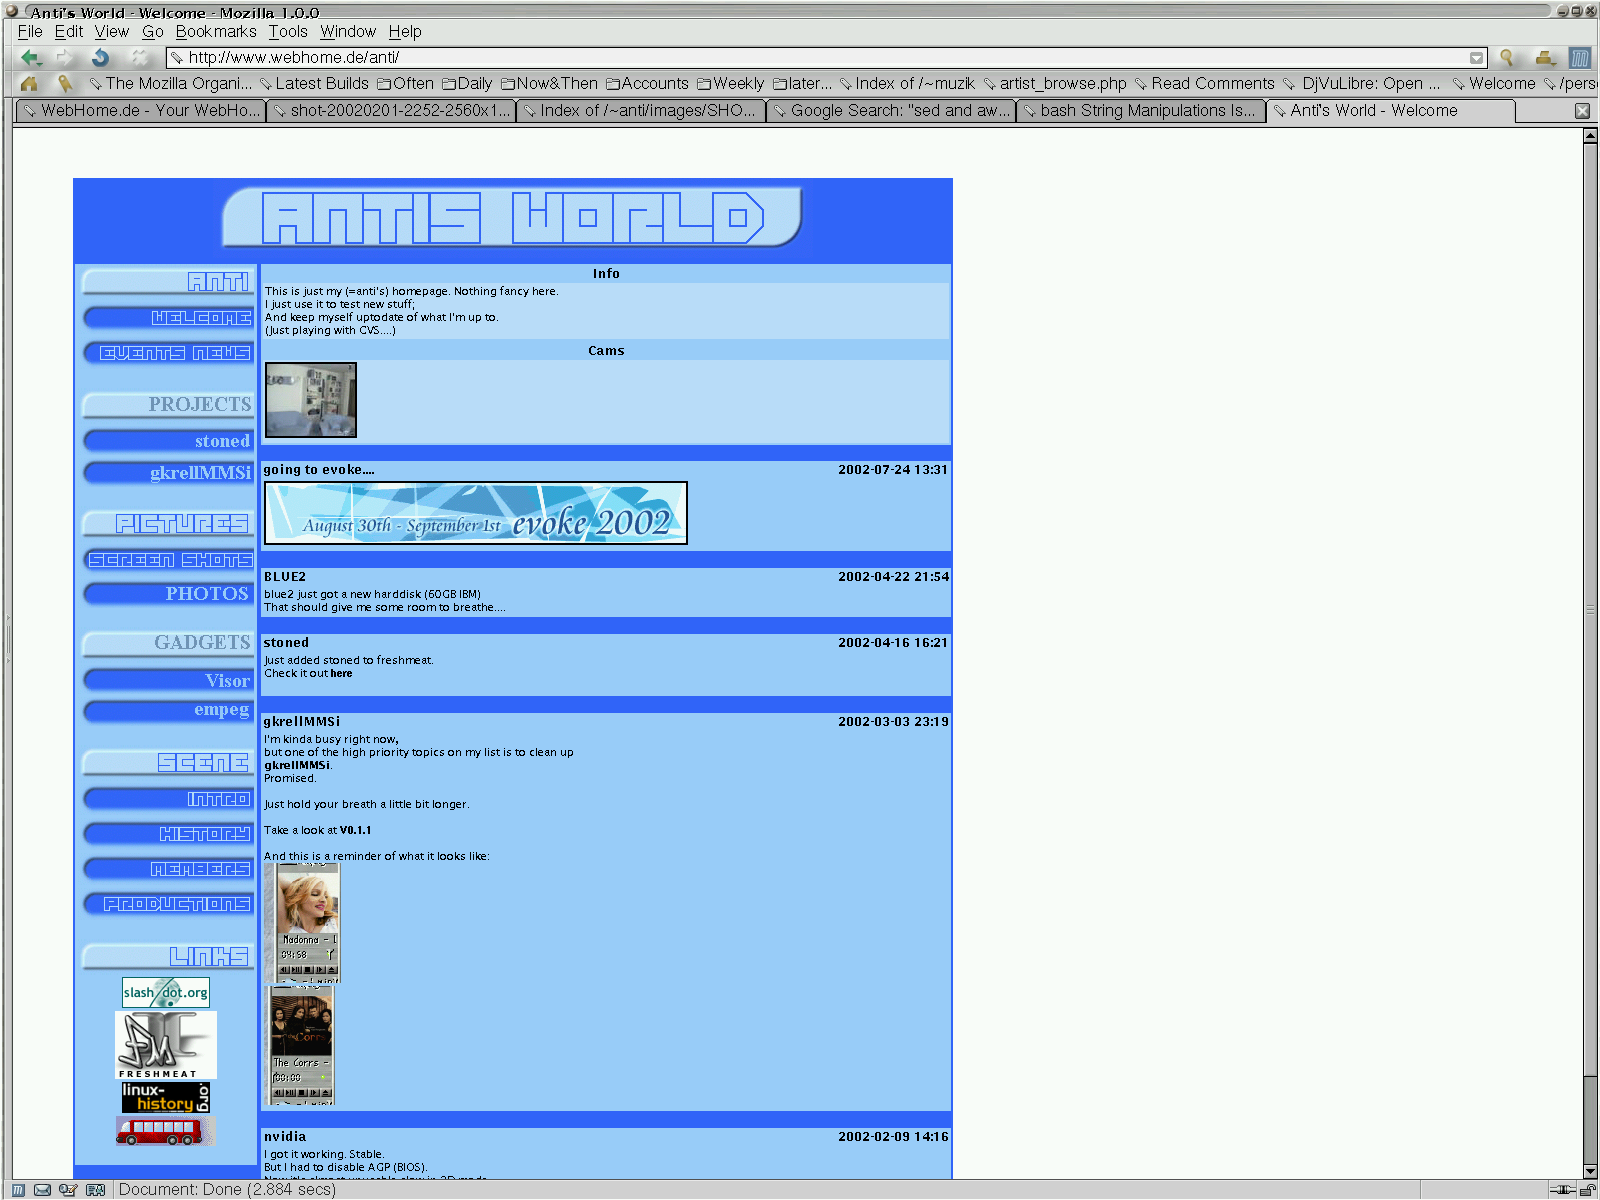 Anti's World - Welcome - Mozilla 1.0.0
File Edit View Go Bookmarks Tools Window Help
http://www.webhome.de/anti/
The Mozilla Organi... Latest Builds Often Daily Now&Then Accounts Weekly later... Index of /~muzik artist_browse.php Read Comments DjVuLibre: Open ... Welcome /pers
WebHome.de - Your WebHo... shot-20020201-2252-2560x1... Index of /~anti/images/SHO... Google Search: "sed and aw... bash String Manipulations Is... Anti's World - Welcome
ANTIS WORLD
ANTI
WELCOME
EVENTS NEWS
PROJECTS
stoned
gkrellMMSi
PICTURES
SCREEN SHOTS
PHOTOS
GADGETS
Visor
empeg
SCENE
INTRO
HISTORY
MEMBERS
PRODUCTIONS
LINKS
slash/dot.org
FM
FRESHMEAT
linux-
history.org
Info
This is just my (=anti's) homepage. Nothing fancy here.
I just use it to test new stuff;
And keep myself uptodate of what I'm up to.
(Just playing with CVS....)
Cams
going to evoke.... 2002-07-24 13:31
August 30th - September 1st evoke 2002
BLUE2 2002-04-22 21:54
blue2 just got a new harddisk (60GB IBM)
That should give me some room to breathe....
stoned 2002-04-16 16:21
Just added stoned to freshmeat.
Check it out here
gkrellMMSi 2002-03-03 23:19
I'm kinda busy right now,
but one of the high priority topics on my list is to clean up
gkrellMMSi.
Promised.
Just hold your breath a little bit longer.
Take a look at V0.1.1
And this is a reminder of what it looks like:
Madonna -
04:58
The Corrs
The Corrs -
00:00
nvidia 2002-02-09 14:16
I got it working. Stable.
But I had to disable AGP (BIOS).
Document: Done (2.884 secs)